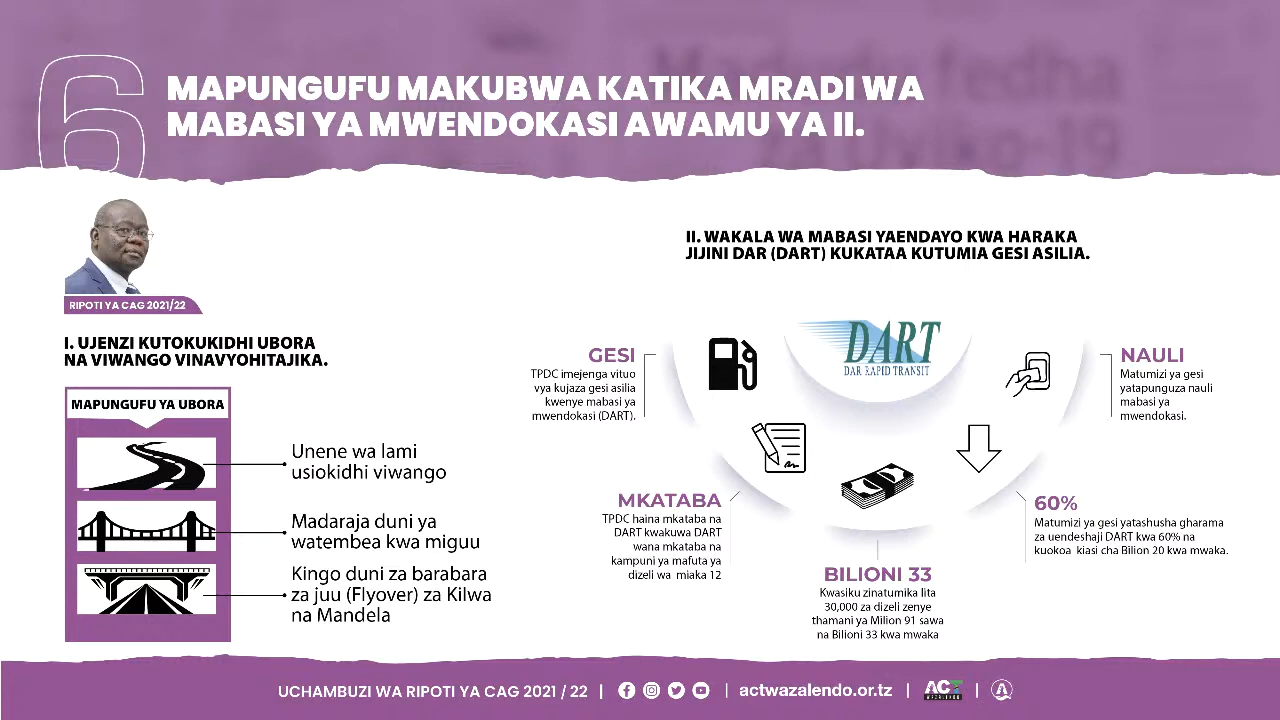 6
MAPUNGUFU MAKUBWA KATIKA MRADI WA
MABASI YA MWENDOKASI AWAMU YA II.
fedha
za Uviko-19
RIPOTI YA CAG 2021/22
I. UJENZI KUTOKUKIDHI UBORA
NA VIWANGO VINAVYOHITAJIKA.
MAPUNGUFU YA UBORA
Unene wa lami
usiokidhi viwango
Madaraja duni ya
watembea kwa miguu
Kingo duni za barabara
za juu (Flyover) za Kilwa
na Mandela
II. WAKALA WA MABASI YAENDAYO KWA HARAKA
JIJINI DAR (DART) KUKATAA KUTUMIA GESI ASILIA.
DART
DAR RAPID TRANSIT
GESI
TPDC imejenga vituo
vya kujaza gesi asilia
kwenye mabasi ya
mwendokasi (DART).
MKATABA
TPDC haina mkataba na
DART kwakuwa DART
wana mkataba na
kampuni ya mafuta ya
dizeli wa miaka 12
BILIONI 33
Kwasiku zinatumika lita
30,000 za dizeli zenye
thamani ya Milion 91 sawa
na Bilioni 33 kwa mwaka
60%
Matumizi ya gesi yatashusha gharama
za uendeshaji DART kwa 60% na
kuokoa kiasi cha Bilion 20 kwa mwaka.
NAULI
Matumizi ya gesi
yatapunguza nauli
mabasi ya
mwendokasi.
UCHAMBUZI WA RIPOTI YA CAG 2021 / 22 | | actwazalendo.or.tz | ACT WAZALENDO |